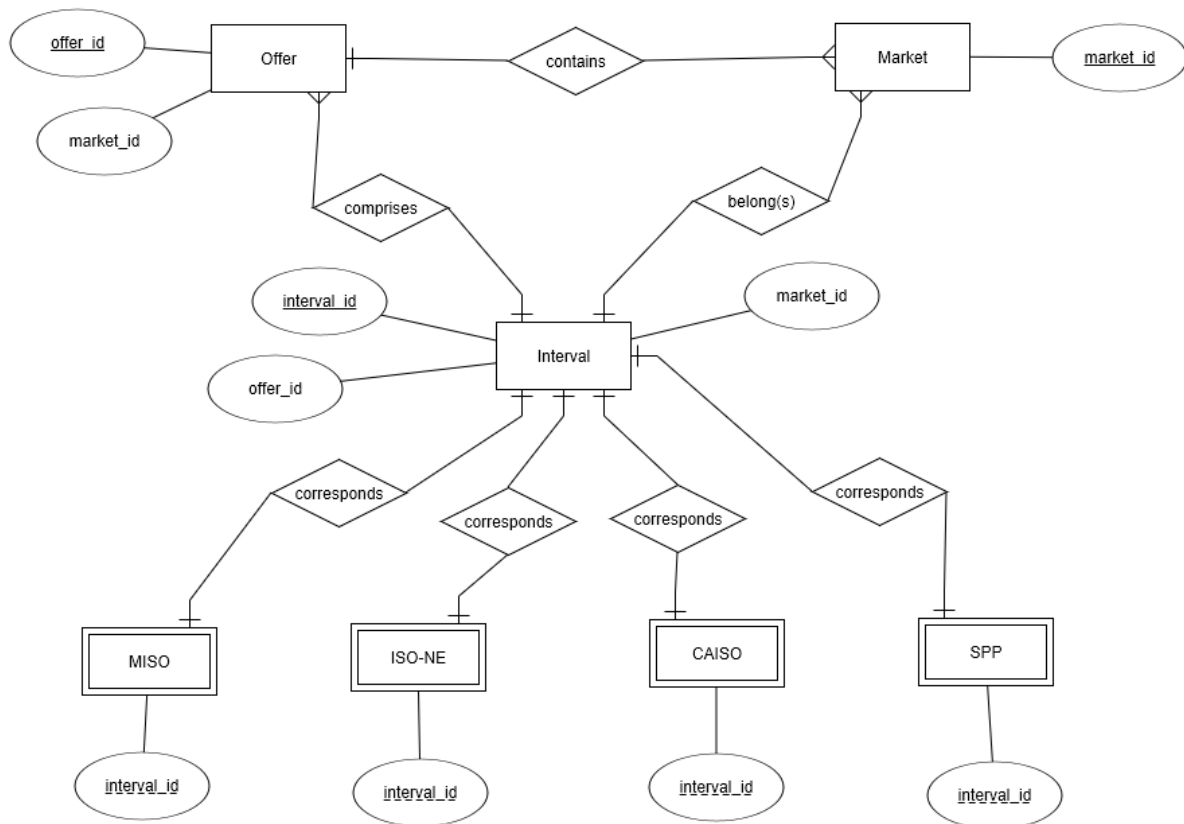 offer_id
Offer
contains
Market
market_id
market_id
comprises
belong(s)
interval_id
market_id
Interval
offer_id
corresponds
corresponds
corresponds
corresponds
MISO
ISO-NE
CAISO
SPP
interval_id
interval_id
interval_id
interval_id